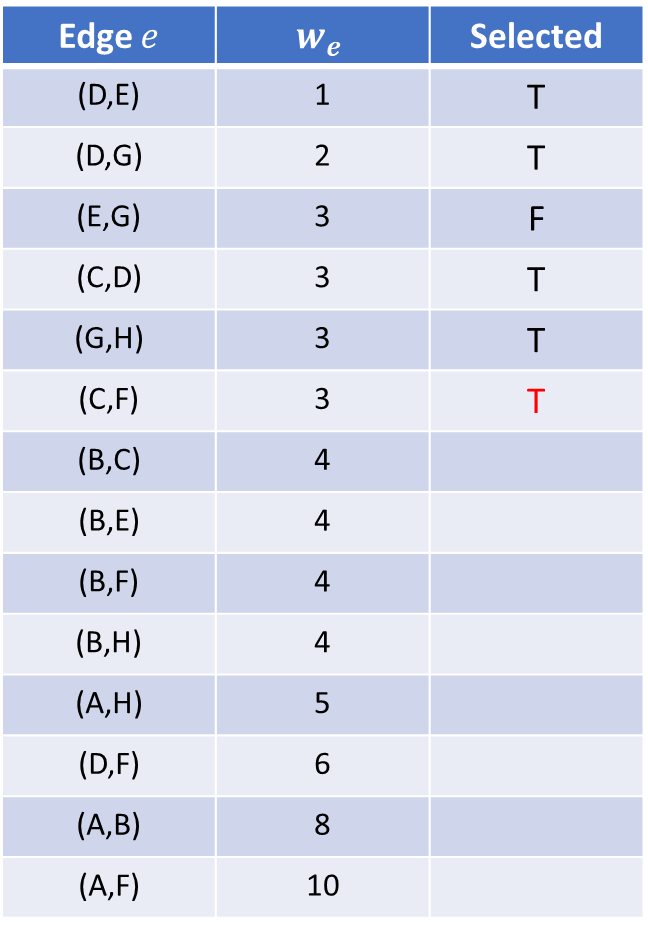 Edge e w_e Selected
(D,E) 1 T
(D,G) 2 T
(E,G) 3 F
(C,D) 3 T
(G,H) 3 T
(C,F) 3 T
(B,C) 4
(B,E) 4
(B,F) 4
(B,H) 4
(A,H) 5
(D,F) 6
(A,B) 8
(A,F) 10